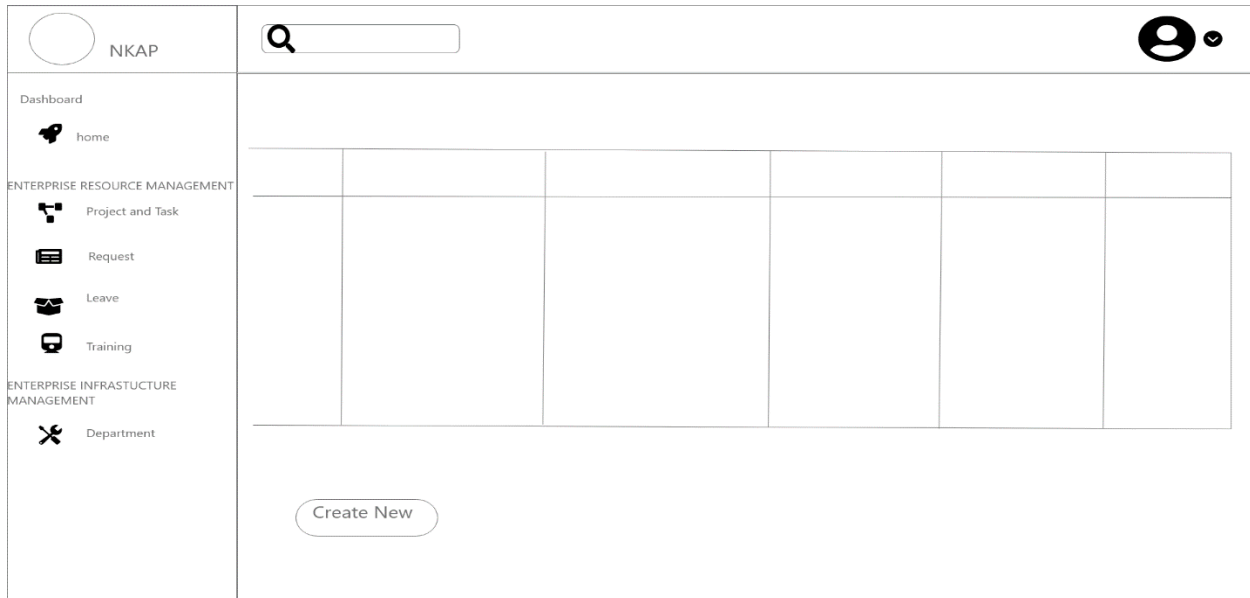 NKAP
Dashboard
home
ENTERPRISE RESOURCE MANAGEMENT
Project and Task
Request
Leave
Training
ENTERPRISE INFRASTUCTURE
MANAGEMENT
Department
Create New